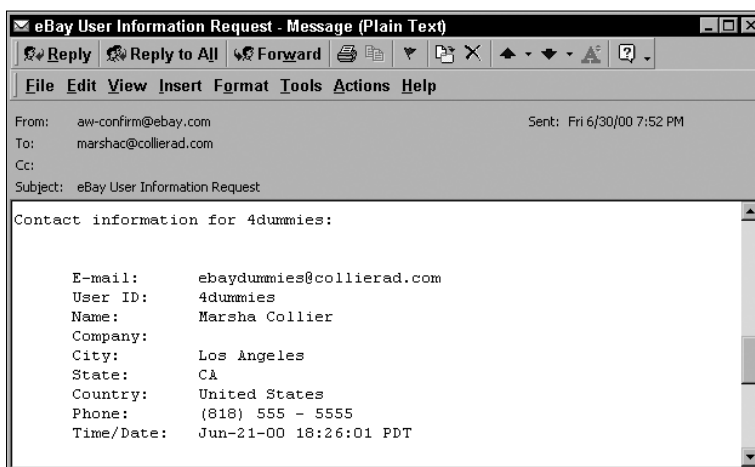 eBay User Information Request - Message (Plain Text)
Reply Reply to All Forward
File Edit View Insert Format Tools Actions Help
From: aw-confirm@ebay.com Sent: Fri 6/30/00 7:52 PM
To: marshac@collierad.com
Cc:
Subject: eBay User Information Request
Contact information for 4dummies:
E-mail: ebaydummies@collierad.com
User ID: 4dummies
Name: Marsha Collier
Company:
City: Los Angeles
State: CA
Country: United States
Phone: (818) 555 - 5555
Time/Date: Jun-21-00 18:26:01 PDT